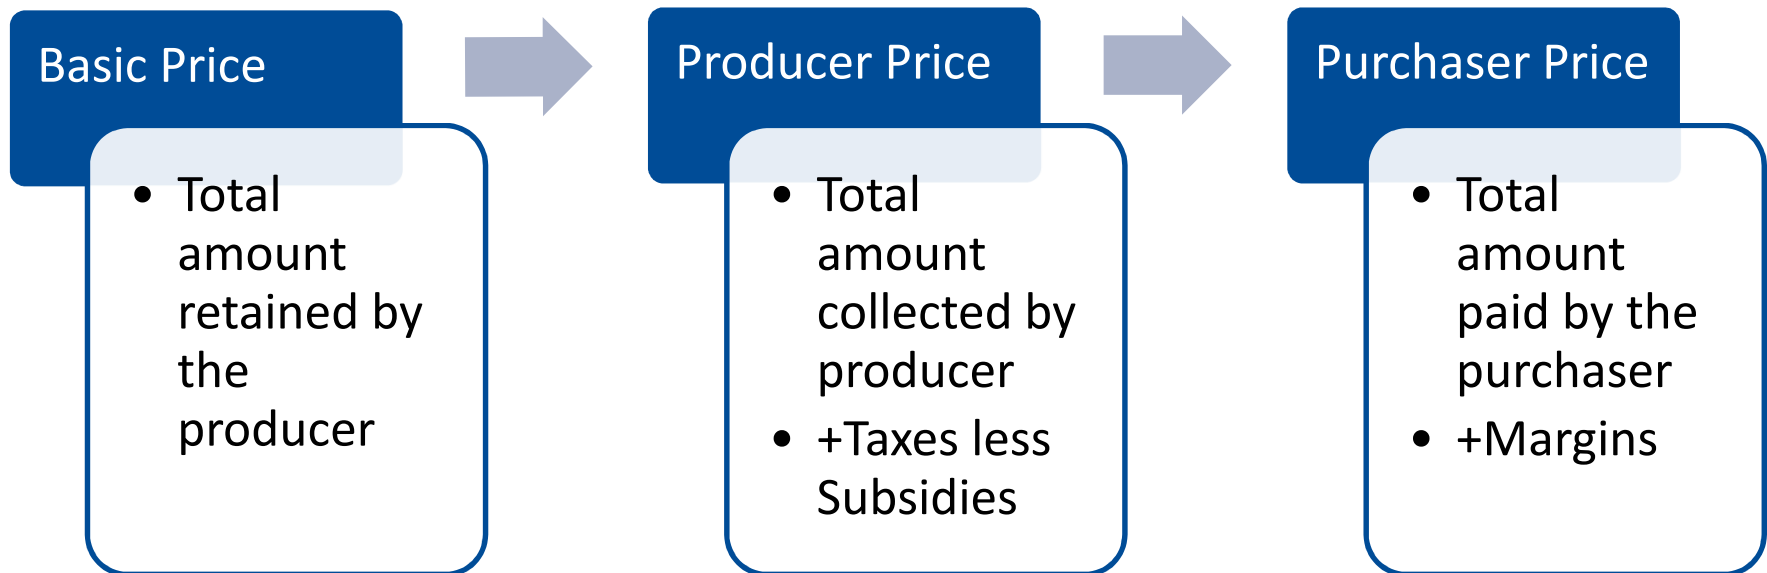 Basic Price
• Total
amount
retained by
the
producer
Producer Price
• Total
amount
collected by
producer
• +Taxes less
Subsidies
Purchaser Price
• Total
amount
paid by the
purchaser
• +Margins